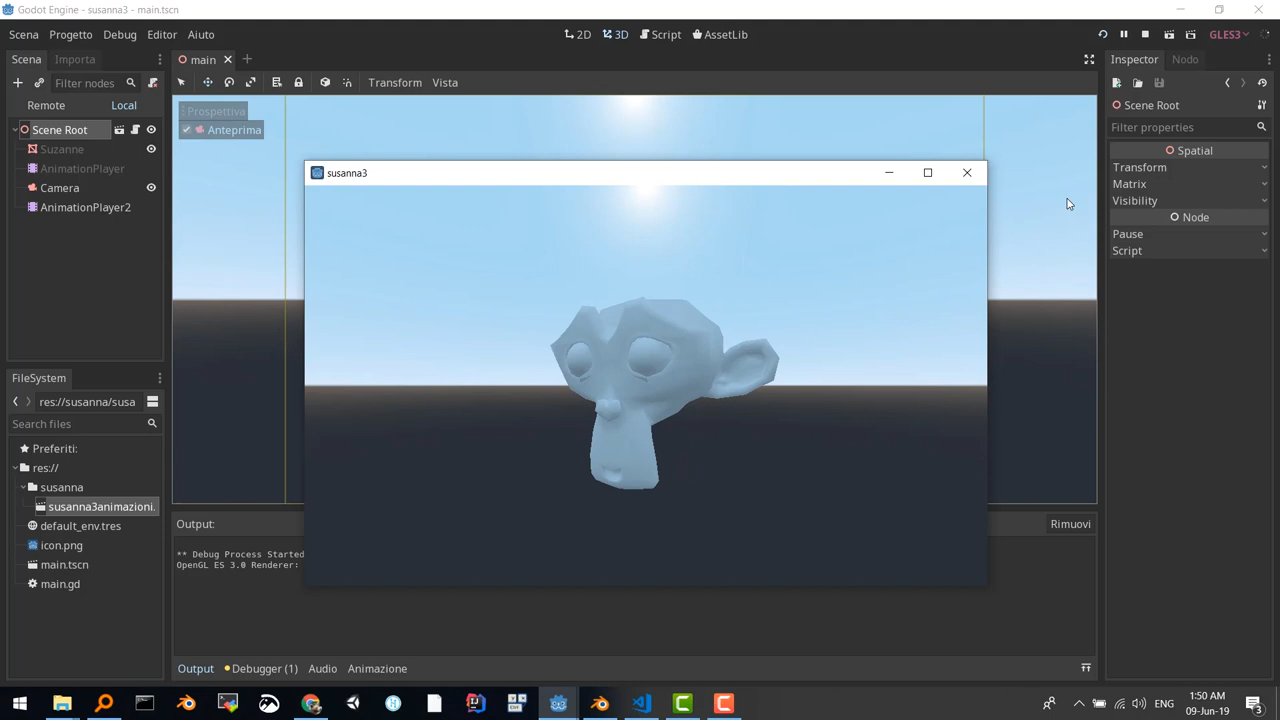 Godot Engine - susanna3 - main.tscn
Scena Progetto Debug Editor Aiuto
2D 3D Script AssetLib
GLES3
Scena Importa
main
Inspector Nodo
Filter nodes
Transform Vista
Remote Local
Prospettiva
Anteprima
Scene Root
Filter properties
Scene Root
Suzanne
AnimationPlayer
Camera
AnimationPlayer2
susanna3
Spatial
Transform
Matrix
Visibility
Node
Pause
Script
FileSystem
res://susanna/susa
Search files
Preferiti:
res://
susanna
susanna3animazioni.
default_env.tres
icon.png
main.tscn
main.gd
Output:
Rimuovi
** Debug Process Started
OpenGL ES 3.0 Renderer:
Output Debugger (1) Audio Animazione
ENG
1:50 AM
09-Jun-19
3